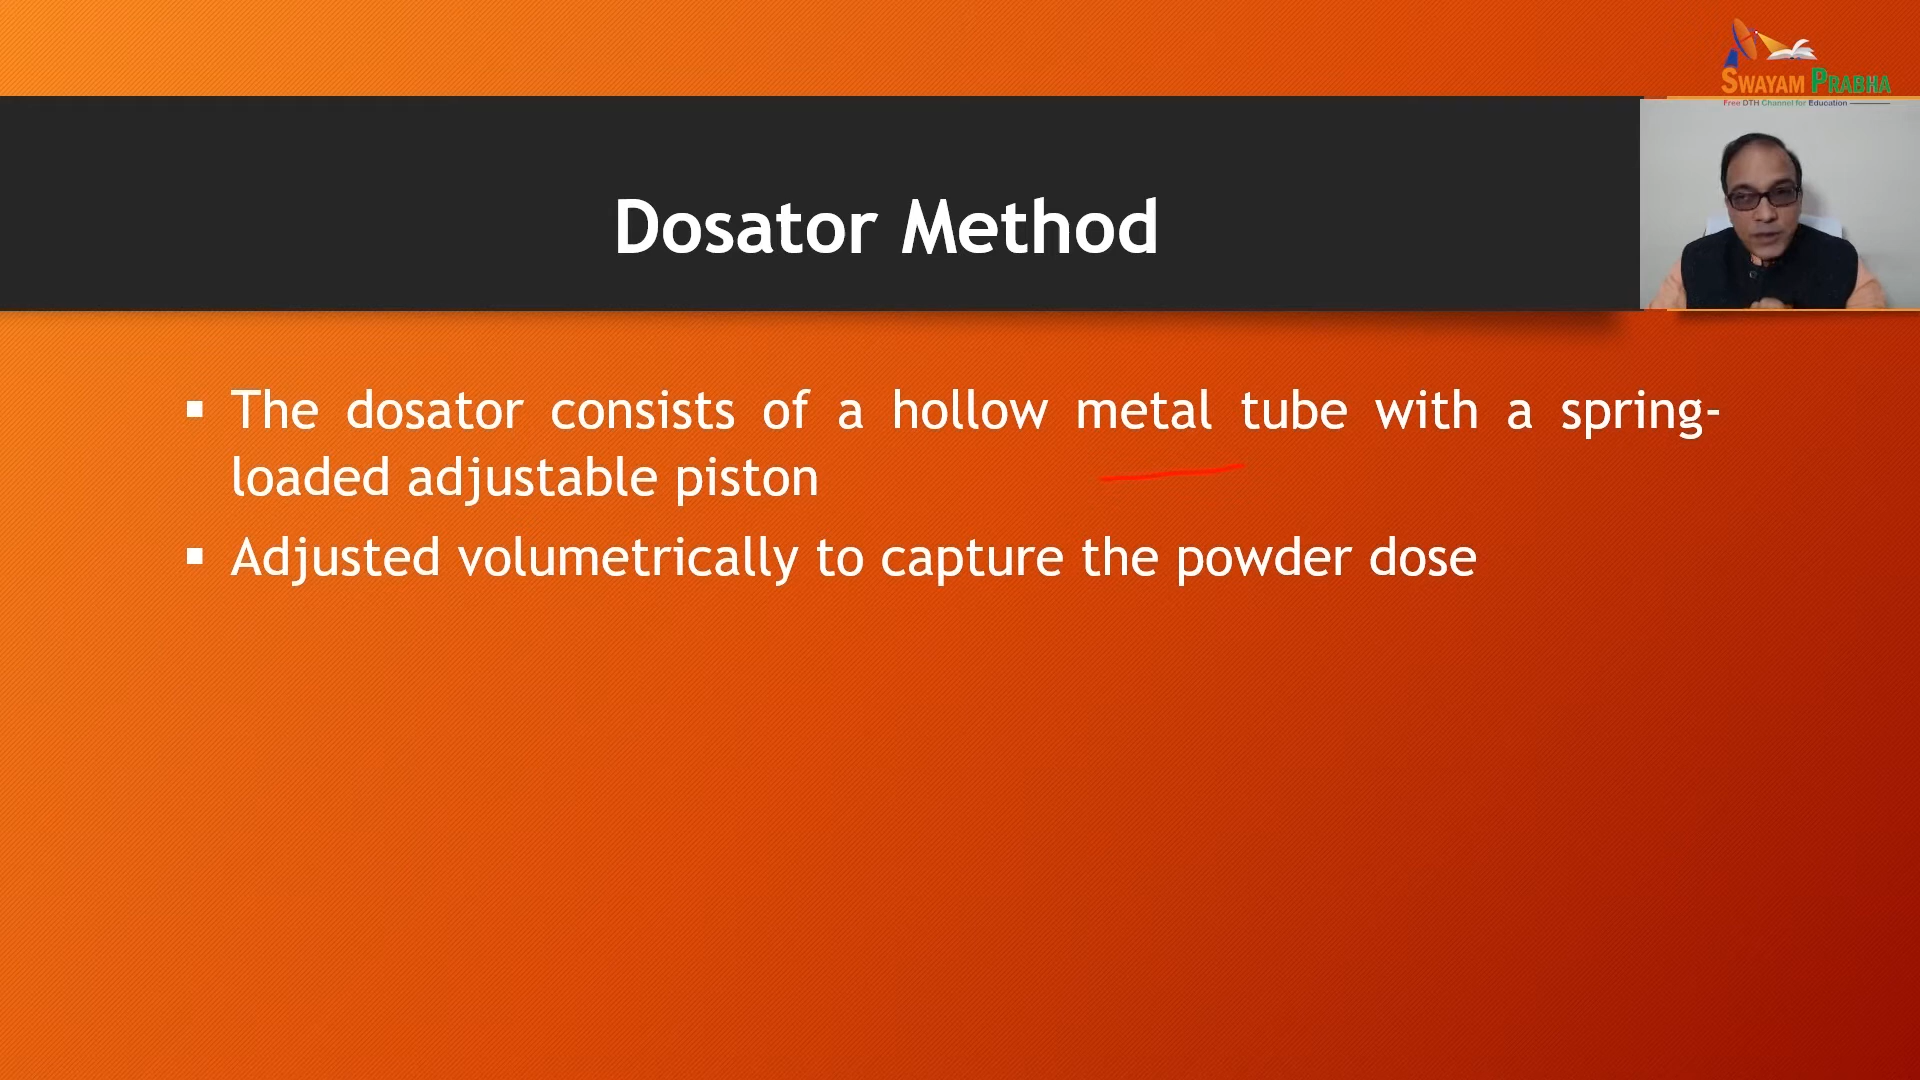 SWAYAM PRABHA
Free DTH Channel for Education
Dosator Method
▪ The dosator consists of a hollow metal tube with a spring-
loaded adjustable piston
▪ Adjusted volumetrically to capture the powder dose